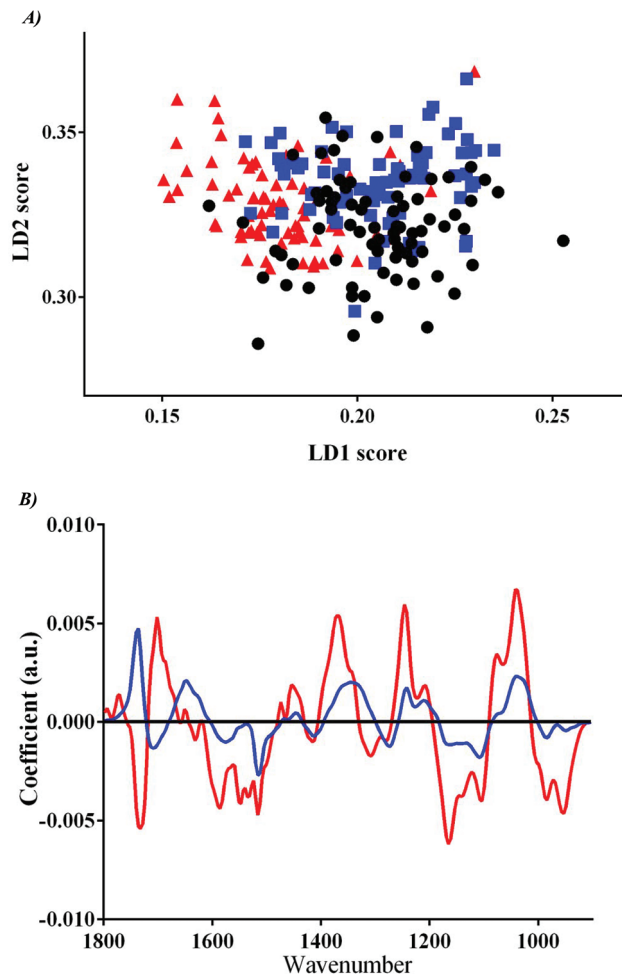 A)
0.35
0.30
LD2 score
0.15 0.20 0.25
LD1 score
B)
0.010
0.005
0.000
-0.005
-0.010
Coefficient (a.u.)
1800 1600 1400 1200 1000
Wavenumber